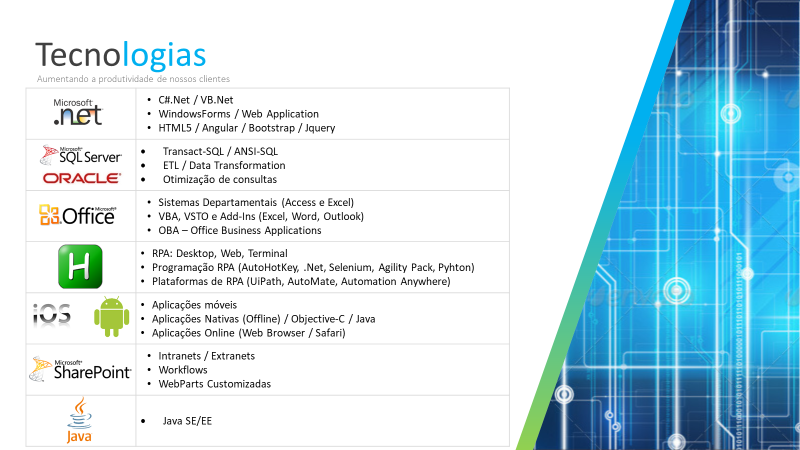 Tecnologias
Aumentando a produtividade de nossos clientes
Microsoft
.net
• C#.Net / VB.Net
• WindowsForms / Web Application
• HTML5 / Angular / Bootstrap / Jquery
Microsoft
SQL Server
ORACLE
• Transact-SQL / ANSI-SQL
• ETL / Data Transformation
• Otimização de consultas
Microsoft
Office
• Sistemas Departamentais (Access e Excel)
• VBA, VSTO e Add-Ins (Excel, Word, Outlook)
• OBA – Office Business Applications
H
• RPA: Desktop, Web, Terminal
• Programação RPA (AutoHotKey, .Net, Selenium, Agility Pack, Pyhton)
• Plataformas de RPA (UiPath, AutoMate, Automation Anywhere)
iOS
• Aplicações móveis
• Aplicações Nativas (Offline) / Objective-C / Java
• Aplicações Online (Web Browser / Safari)
Microsoft
SharePoint
• Intranets / Extranets
• Workflows
• WebParts Customizadas
Java
• Java SE/EE